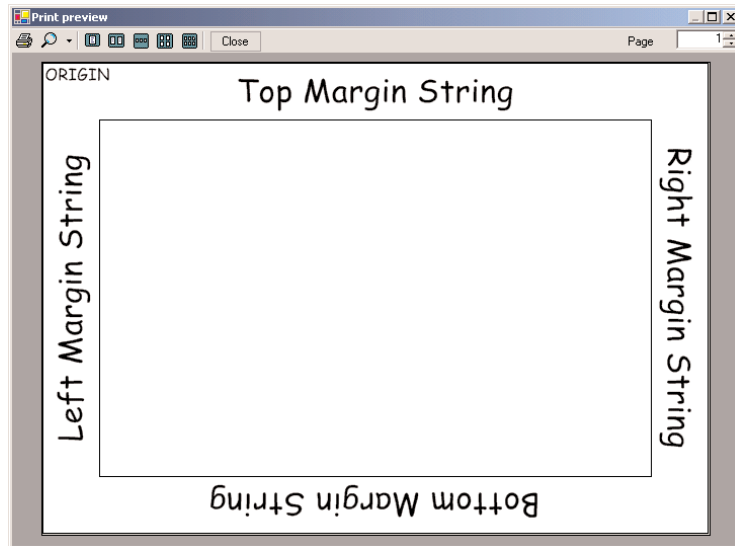 Print preview
Close
Page
1
ORIGIN
Top Margin String
Left Margin String
Right Margin String
Bottom Margin String